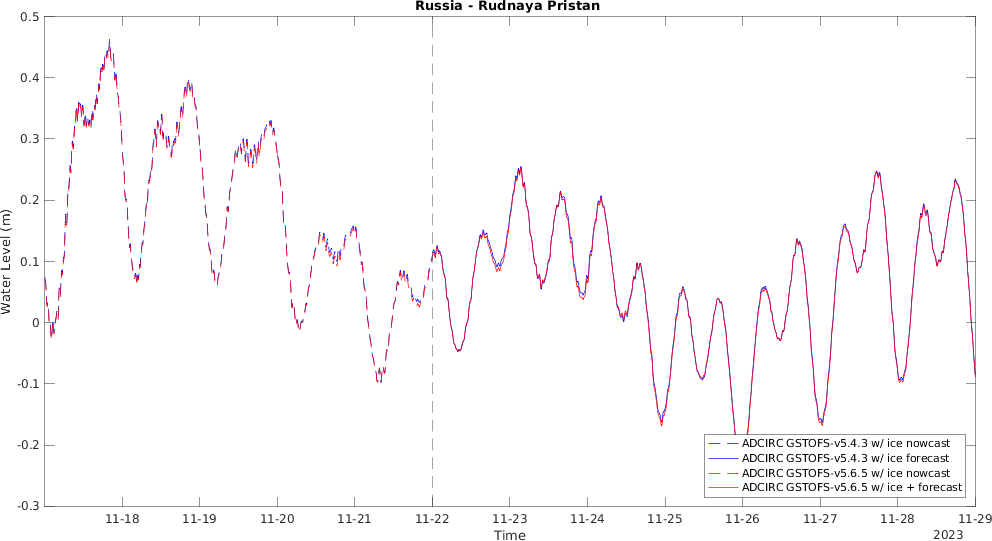 Russia - Rudnaya Pristan
0.5
0.4
0.3
0.2
0.1
0
-0.1
-0.2
-0.3
Water Level (m)
ADCIRC GSTOFS-v5.4.3 w/ ice nowcast
ADCIRC GSTOFS-v5.4.3 w/ ice forecast
ADCIRC GSTOFS-v5.6.5 w/ ice nowcast
ADCIRC GSTOFS-v5.6.5 w/ ice + forecast
11-18 11-19 11-20 11-21 11-22 11-23 11-24 11-25 11-26 11-27 11-28 11-29
Time
2023